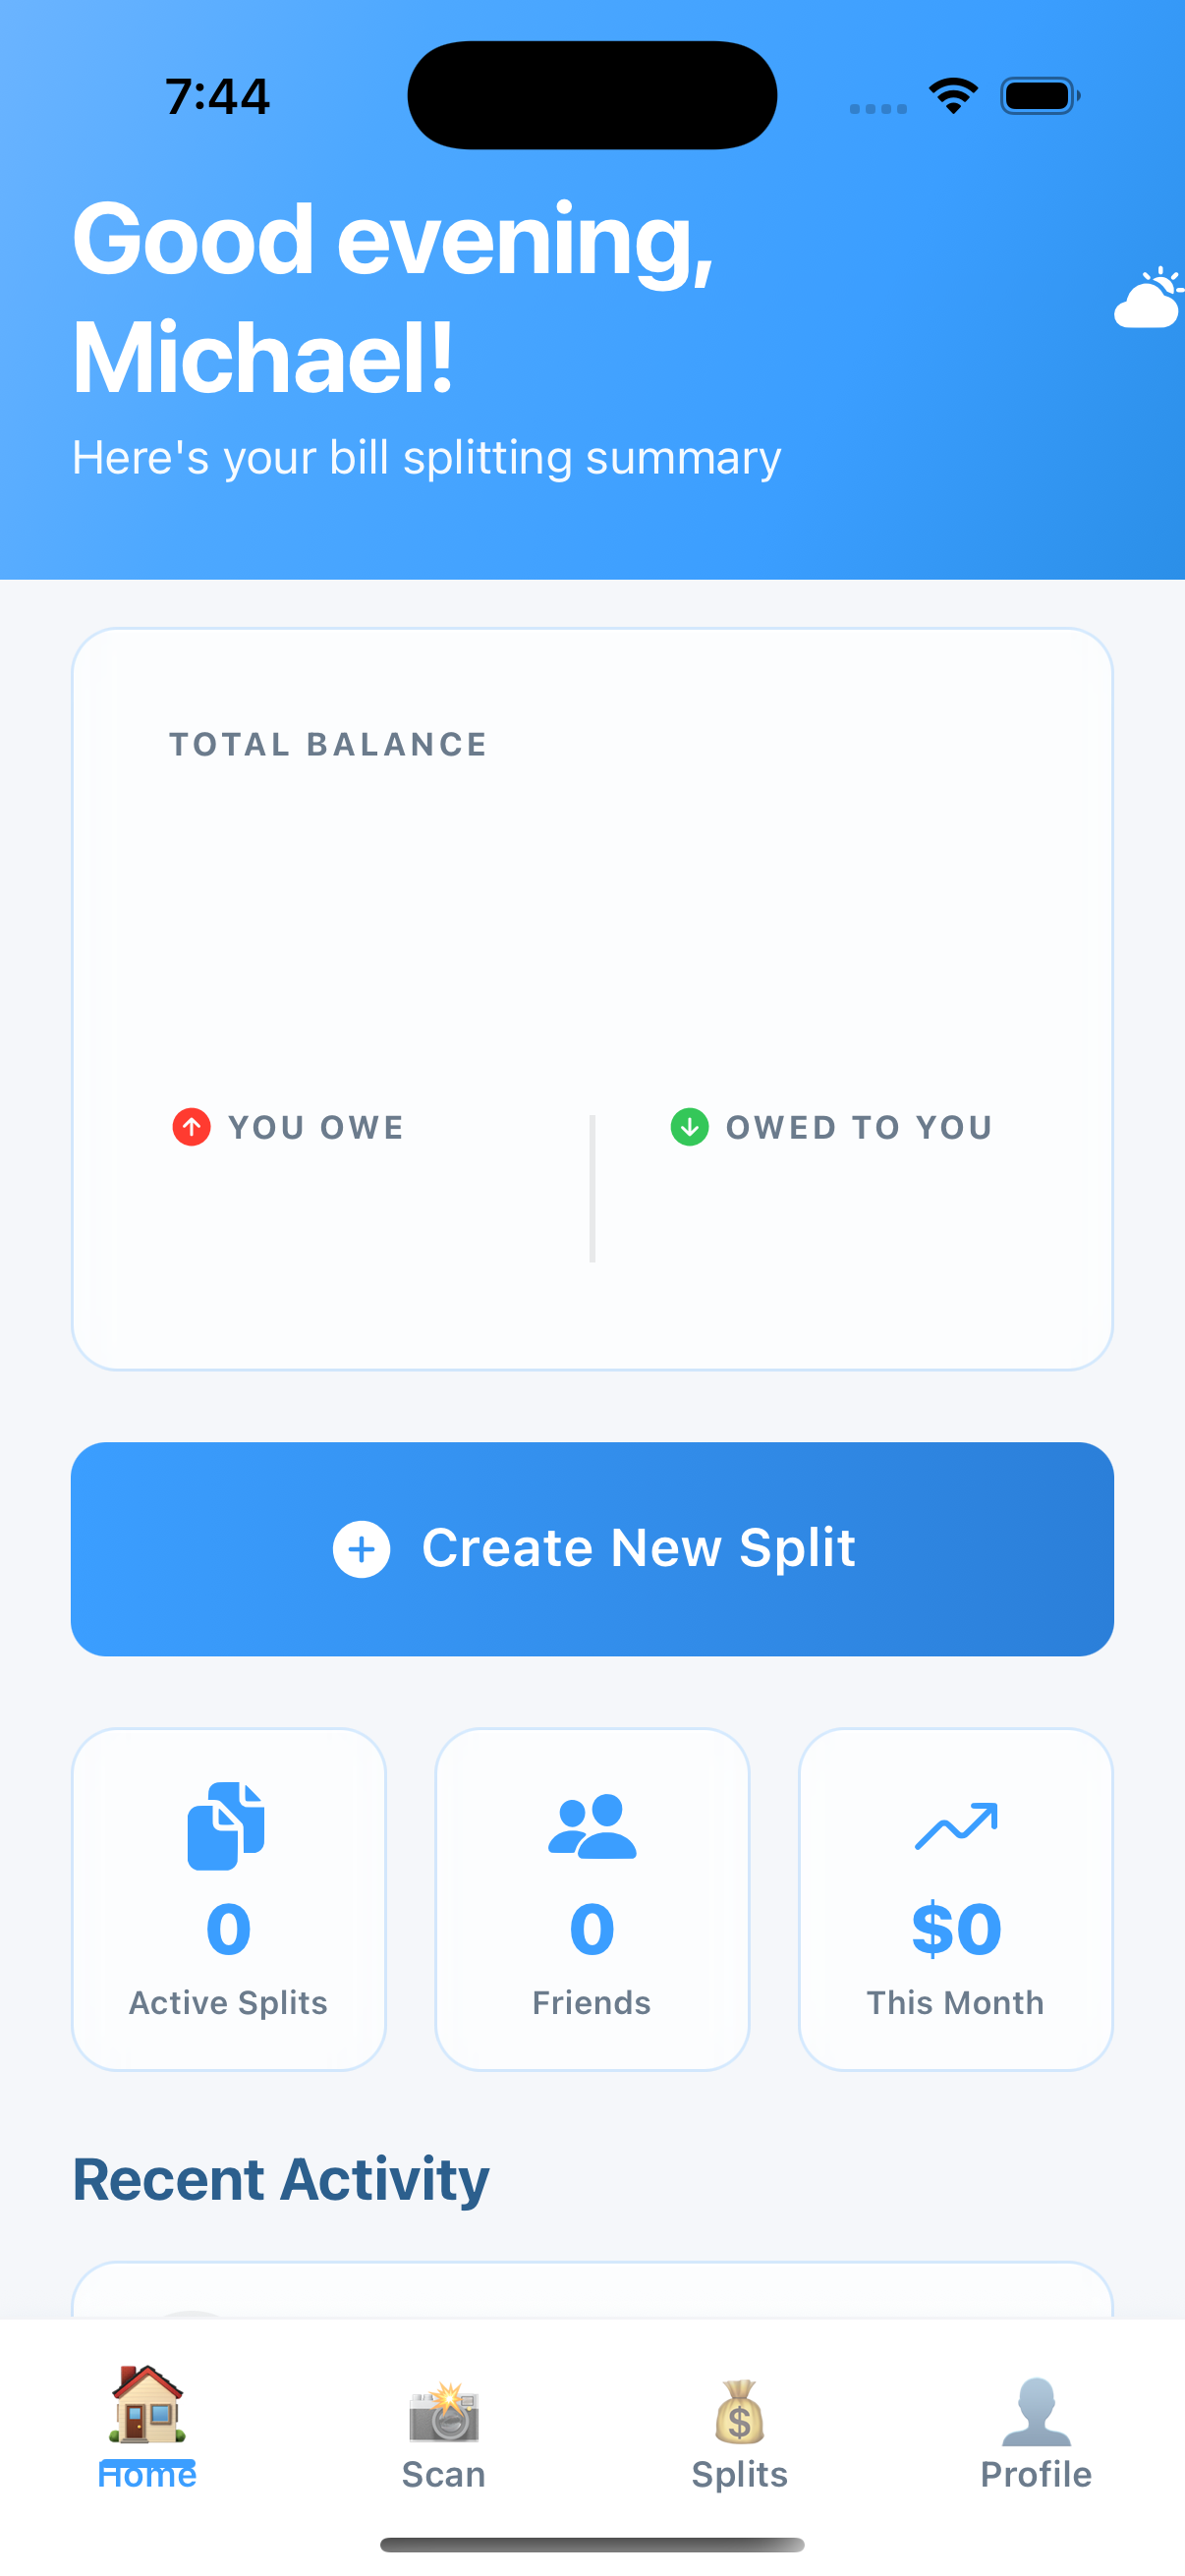 7:44
Good evening,
Michael!
Here's your bill splitting summary
TOTAL BALANCE
YOU OWE
OWED TO YOU
Create New Split
0
Active Splits
0
Friends
$0
This Month
Recent Activity
Home
Scan
Splits
Profile